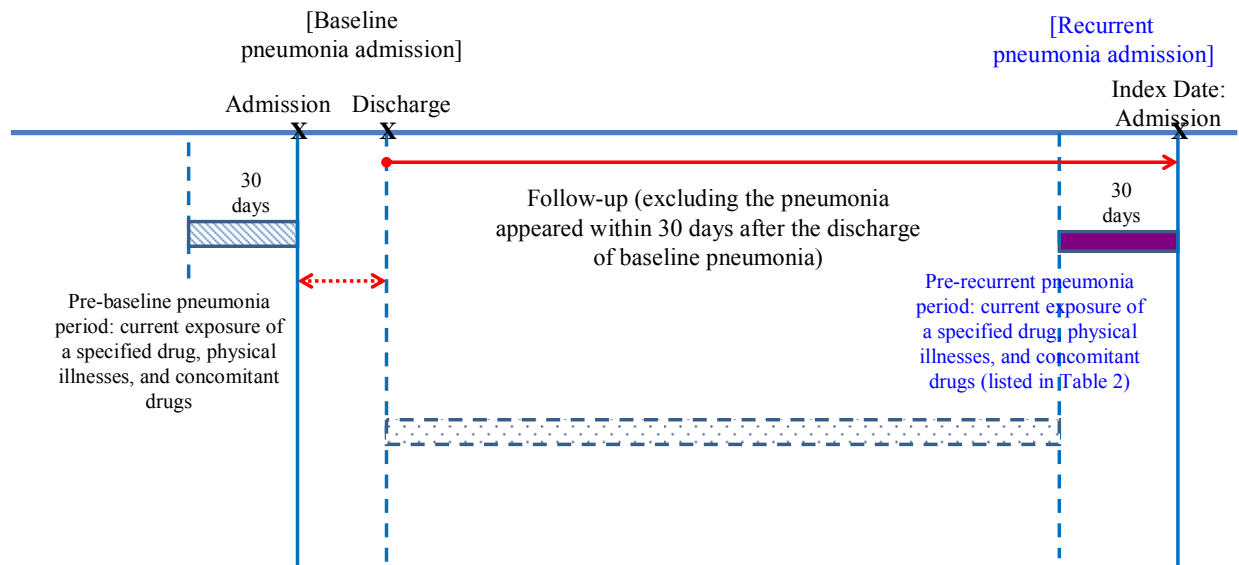 [Baseline
pneumonia admission]
[Recurrent
pneumonia admission]
Admission
Discharge
Index Date:
Admission
X
X
X
30
days
Follow-up (excluding the pneumonia
appeared within 30 days after the discharge
of baseline pneumonia)
30
days
Pre-baseline pneumonia
period: current exposure of
a specified drug, physical
illnesses, and concomitant
drugs
Pre-recurrent pneumonia
period: current exposure of
a specified drug, physical
illnesses, and concomitant
drugs (listed in Table 2)